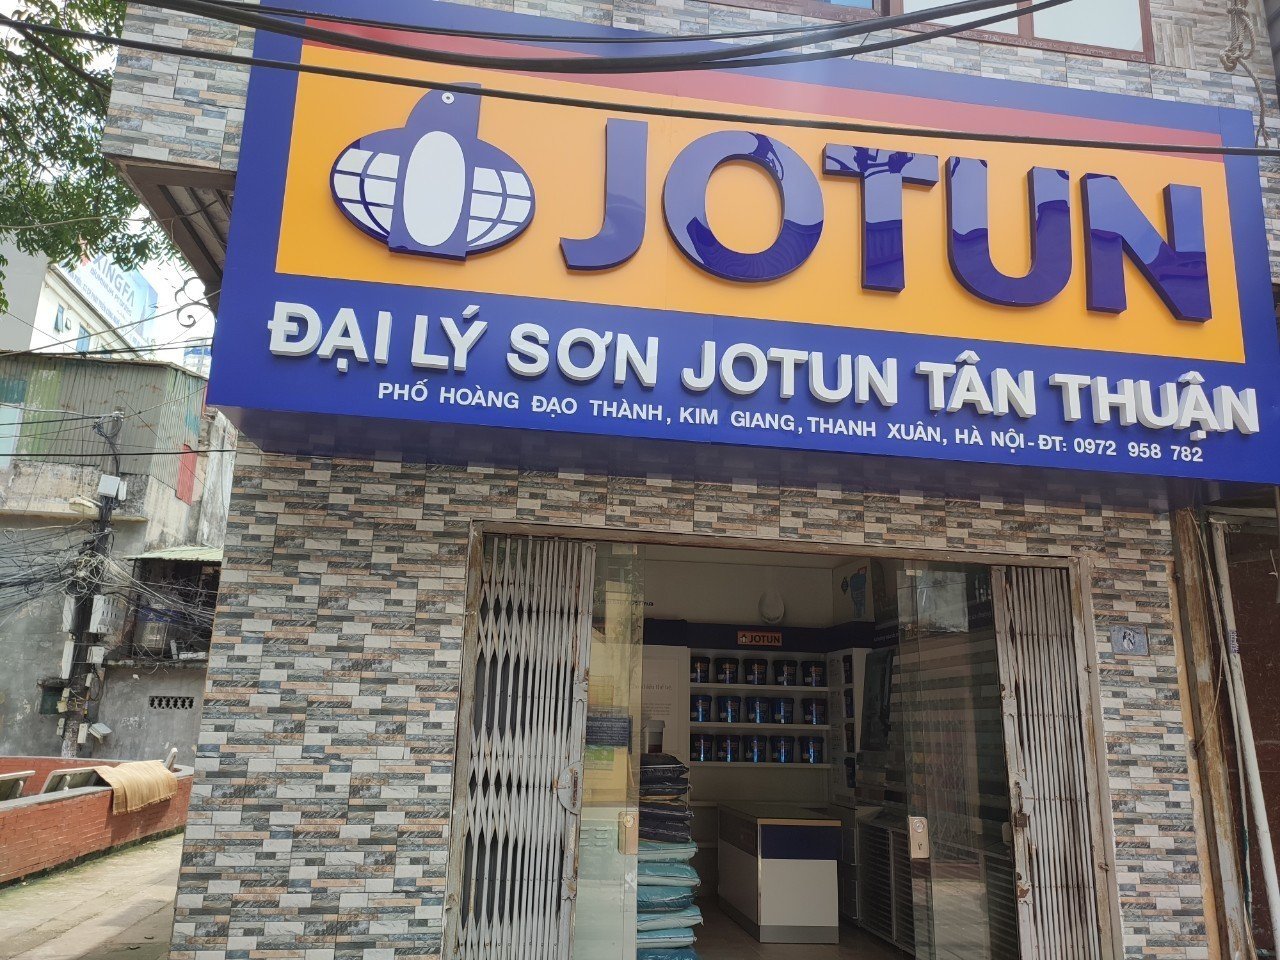 JOTUN
ĐẠI LÝ SƠN JOTUN TÂN THUẬN
PHỐ HOÀNG ĐẠO THÀNH, KIM GIANG, THANH XUÂN, HÀ NỘI - ĐT: 0972 958 782
JOTUN